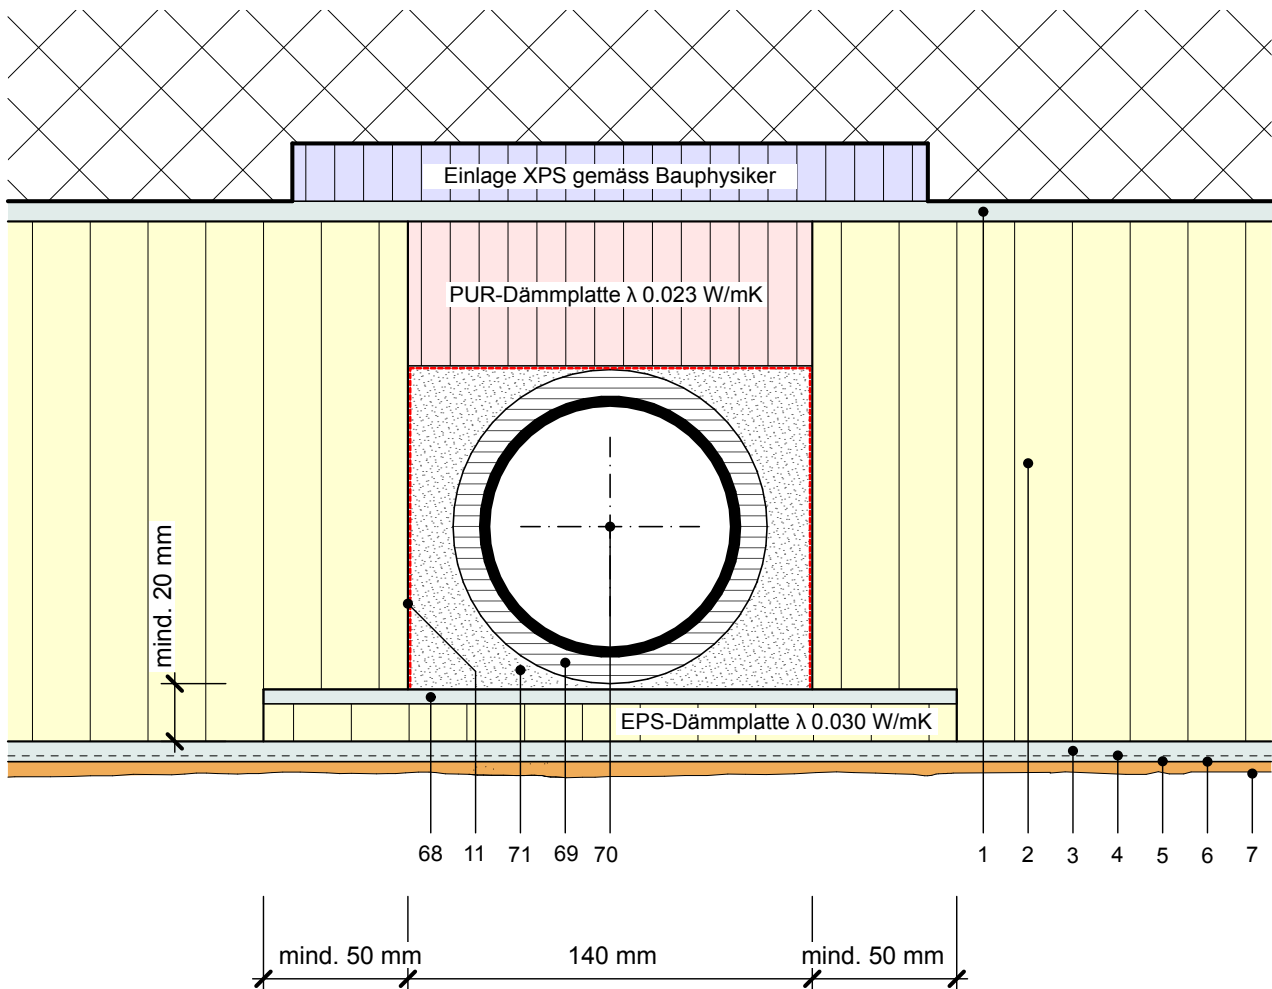 Einlage XPS gemäss Bauphysiker
PUR-Dämmplatte λ 0.023 W/mK
mind. 20 mm
EPS-Dämmplatte λ 0.030 W/mK
68 11 71 69 70 1 2 3 4 5 6 7
mind. 50 mm 140 mm mind. 50 mm